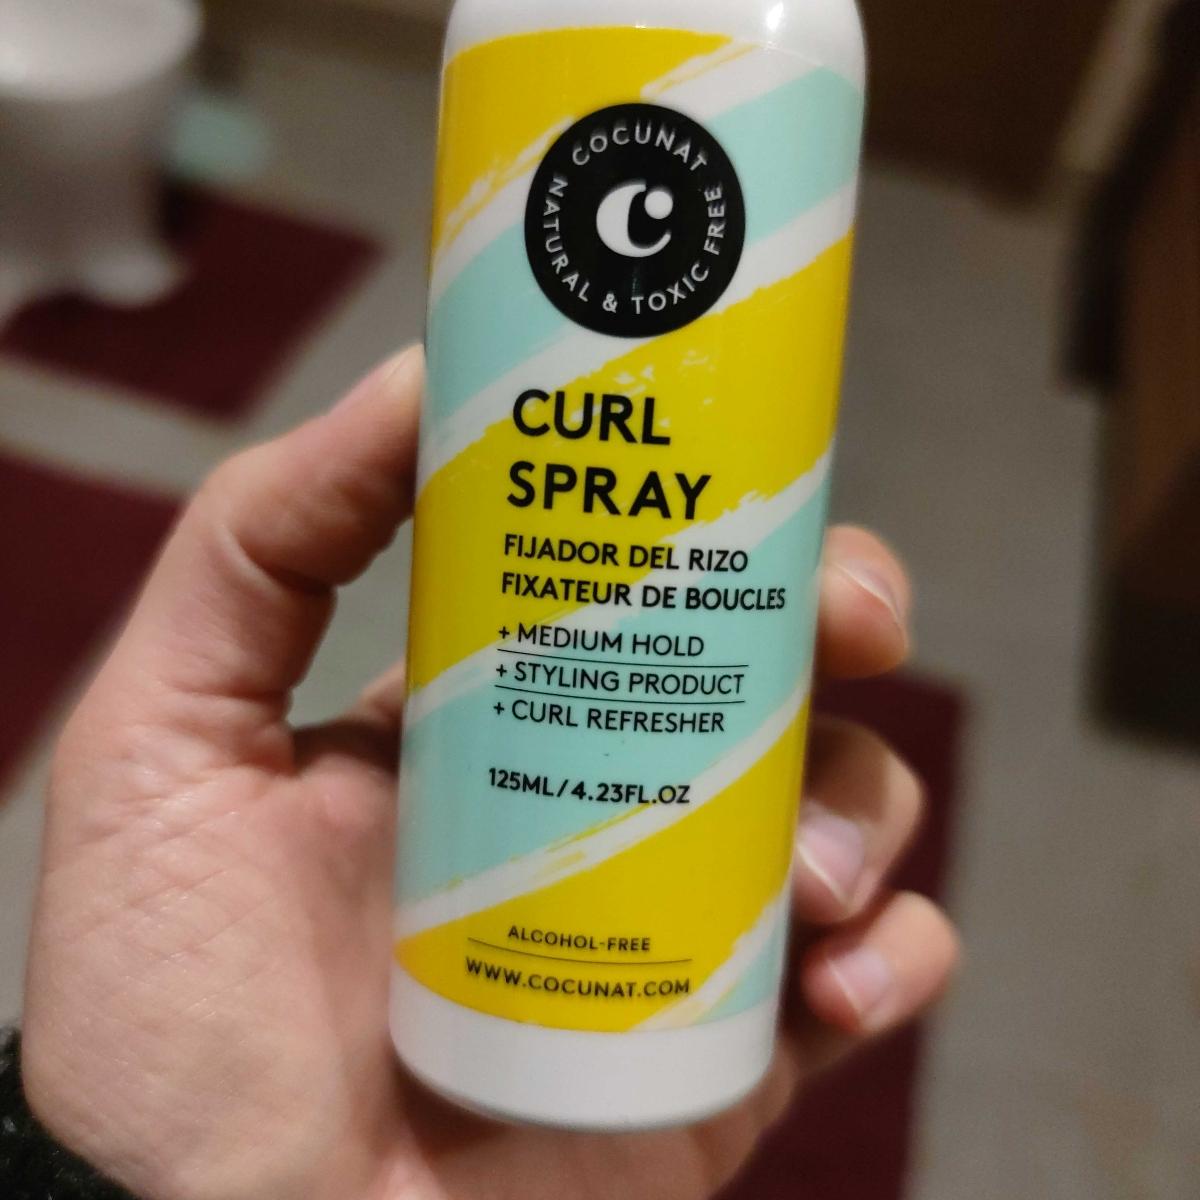 COCUNAT
NATURAL & TOXIC FREE
C
CURL
SPRAY
FIJADOR DEL RIZO
FIXATEUR DE BOUCLES
+ MEDIUM HOLD
+ STYLING PRODUCT
+ CURL REFRESHER
125ML/4.23FL.OZ
ALCOHOL-FREE
WWW.COCUNAT.COM